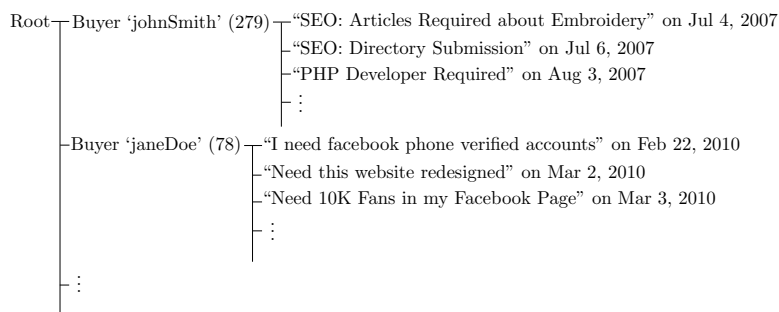 Root Buyer ‘johnSmith’ (279) “SEO: Articles Required about Embroidery” on Jul 4, 2007
“SEO: Directory Submission” on Jul 6, 2007
“PHP Developer Required” on Aug 3, 2007
⋮
Buyer ‘janeDoe’ (78) “I need facebook phone verified accounts” on Feb 22, 2010
“Need this website redesigned” on Mar 2, 2010
“Need 10K Fans in my Facebook Page” on Mar 3, 2010
⋮
⋮